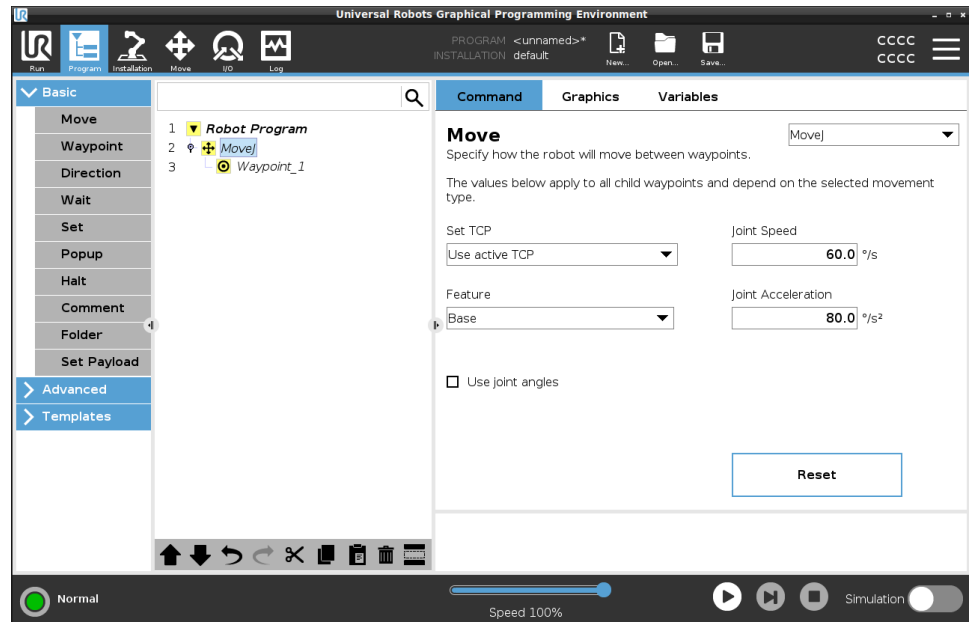 Universal Robots Graphical Programming Environment
PROGRAM <unnamed>*
INSTALLATION default
Run Program Installation Move I/O Log New... Open... Save...
CCCC
CCCC
Basic
Move
Waypoint
Direction
Wait
Set
Popup
Halt
Comment
Folder
Set Payload
Advanced
Templates
1 Robot Program
2 MoveJ
3 Waypoint_1
Command Graphics Variables
Move
MoveJ
Specify how the robot will move between waypoints.
The values below apply to all child waypoints and depend on the selected movement
type.
Set TCP
Use active TCP
Joint Speed
60.0 °/s
Feature
Base
Joint Acceleration
80.0 °/s²
Use joint angles
Reset
Normal
Speed 100%
Simulation